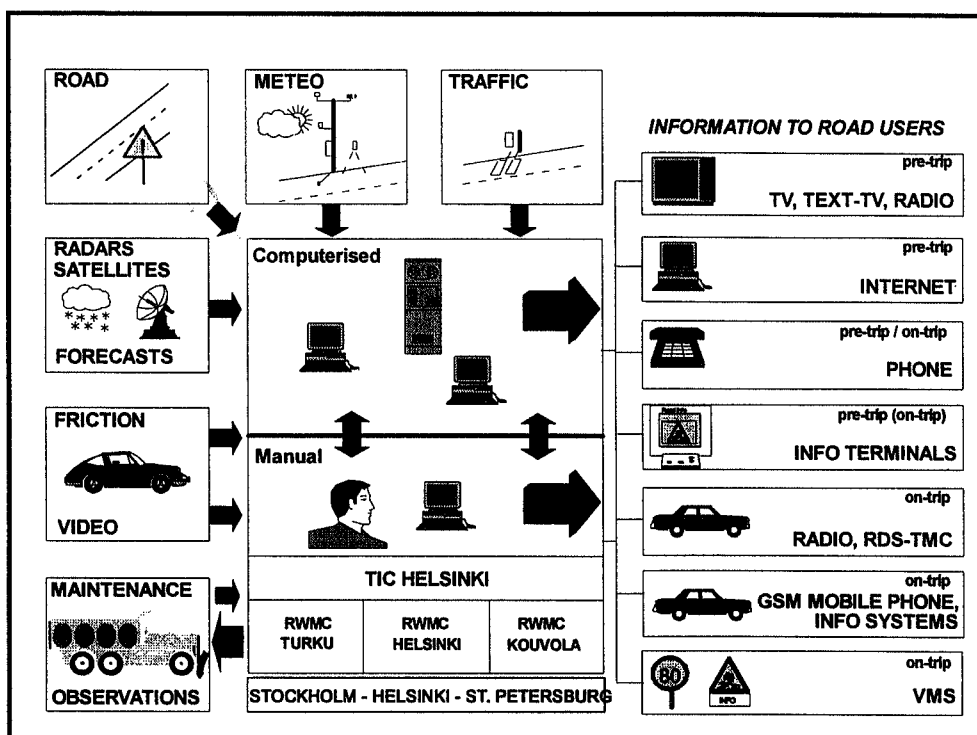 ROAD
METEO
TRAFFIC
RADARS
SATELLITES
FORECASTS
FRICTION
VIDEO
MAINTENANCE
OBSERVATIONS
Computerised
Manual
TIC HELSINKI
RWMC
TURKU
RWMC
HELSINKI
RWMC
KOUVOLA
STOCKHOLM - HELSINKI - ST. PETERSBURG
INFORMATION TO ROAD USERS
pre-trip
TV, TEXT-TV, RADIO
pre-trip
INTERNET
pre-trip / on-trip
PHONE
pre-trip (on-trip)
INFO TERMINALS
on-trip
RADIO, RDS-TMC
on-trip
GSM MOBILE PHONE,
INFO SYSTEMS
on-trip
80
INFO
VMS